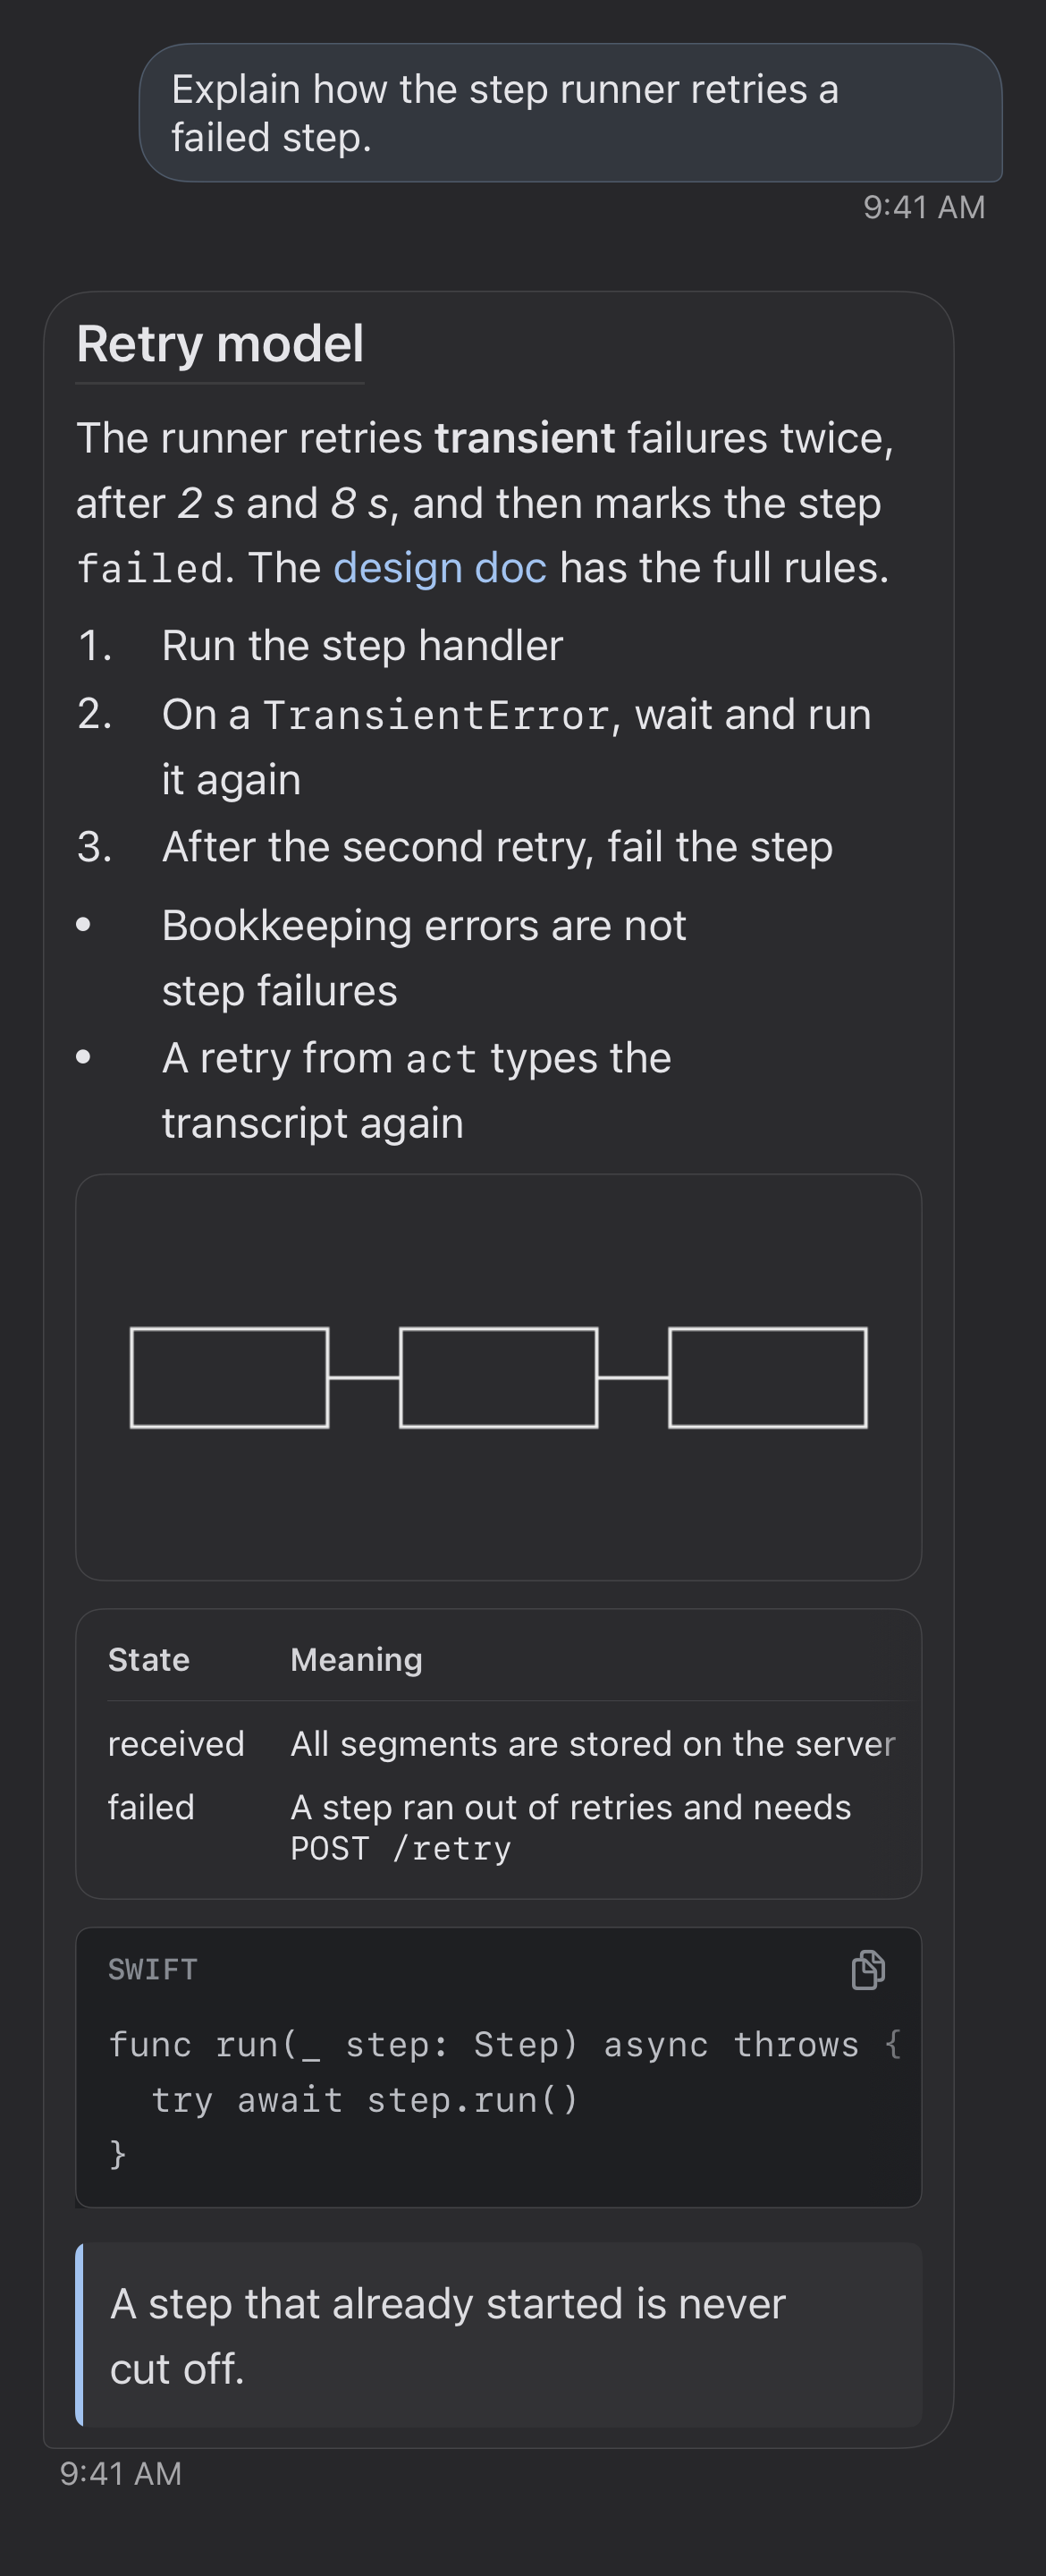 Explain how the step runner retries a
failed step.
9:41 AM
Retry model
The runner retries transient failures twice,
after 2 s and 8 s, and then marks the step
failed. The design doc has the full rules.
1. Run the step handler
2. On a TransientError, wait and run
it again
3. After the second retry, fail the step
• Bookkeeping errors are not
step failures
• A retry from act types the
transcript again
State Meaning
received All segments are stored on the server
failed A step ran out of retries and needs
POST /retry
SWIFT
func run(_ step: Step) async throws {
  try await step.run()
}
A step that already started is never
cut off.
9:41 AM